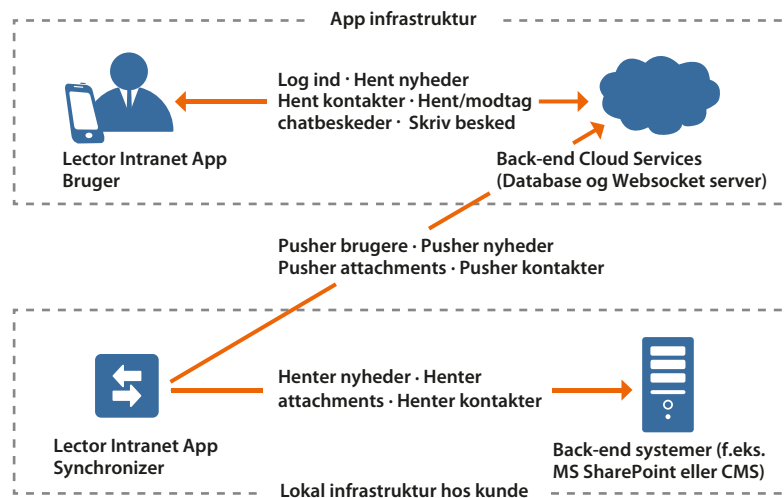 App infrastruktur
Log ind · Hent nyheder
Hent kontakter · Hent/modtag
chatbeskeder · Skriv besked
Lector Intranet App
Bruger
Back-end Cloud Services
(Database og Websocket server)
Pusher brugere · Pusher nyheder
Pusher attachments · Pusher kontakter
Henter nyheder · Henter
attachments · Henter kontakter
Lector Intranet App
Synchronizer
Back-end systemer (f.eks.
MS SharePoint eller CMS)
Lokal infrastruktur hos kunde